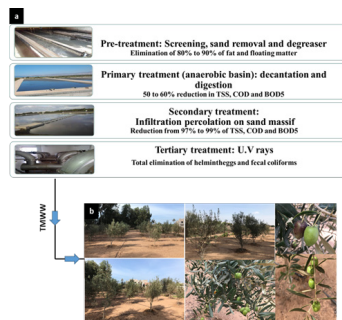 a
Pre-treatment: Screening, sand removal and degreaser
Elimination of 80% to 90% of fat and floating matter
Primary treatment (anaerobic basin): decantation and
digestion
50 to 60% reduction in TSS, COD and BOD5
Secondary treatment:
Infiltration percolation on sand massif
Reduction from 97% to 99% of TSS, COD and BOD5
Tertiary treatment: U.V rays
Total elimination of helmintheggs and fecal coliforms
TMWW
b